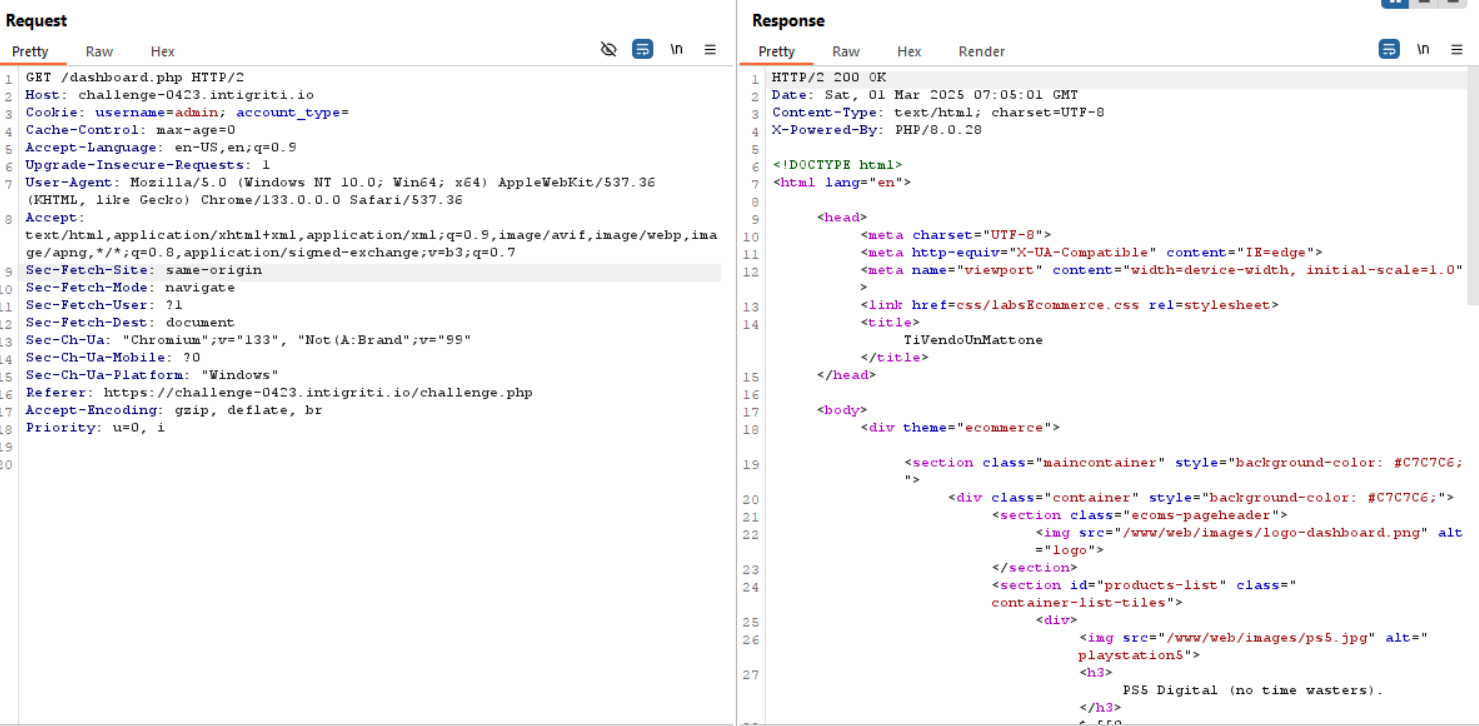 Request
Pretty Raw Hex \n
1 GET /dashboard.php HTTP/2
2 Host: challenge-0423.intigriti.io
3 Cookie: username=admin; account_type=
4 Cache-Control: max-age=0
5 Accept-Language: en-US,en;q=0.9
6 Upgrade-Insecure-Requests: 1
7 User-Agent: Mozilla/5.0 (Windows NT 10.0; Win64; x64) AppleWebKit/537.36
(KHTML, like Gecko) Chrome/133.0.0.0 Safari/537.36
8 Accept:
text/html,application/xhtml+xml,application/xml;q=0.9,image/avif,image/webp,ima
ge/apng,*/*;q=0.8,application/signed-exchange;v=b3;q=0.7
9 Sec-Fetch-Site: same-origin
10 Sec-Fetch-Mode: navigate
11 Sec-Fetch-User: ?1
12 Sec-Fetch-Dest: document
13 Sec-Ch-Ua: "Chromium";v="133", "Not(A:Brand";v="99"
14 Sec-Ch-Ua-Mobile: ?0
15 Sec-Ch-Ua-Platform: "Windows"
16 Referer: https://challenge-0423.intigriti.io/challenge.php
17 Accept-Encoding: gzip, deflate, br
18 Priority: u=0, i
19
20
Response
Pretty Raw Hex Render \n
1 HTTP/2 200 OK
2 Date: Sat, 01 Mar 2025 07:05:01 GMT
3 Content-Type: text/html; charset=UTF-8
4 X-Powered-By: PHP/8.0.28
5
6 <!DOCTYPE html>
7 <html lang="en">
8
9 <head>
10 <meta charset="UTF-8">
11 <meta http-equiv="X-UA-Compatible" content="IE=edge">
12 <meta name="viewport" content="width=device-width, initial-scale=1.0"
>
13 <link href=css/labsEcommerce.css rel=stylesheet>
14 <title>
TiVendoUnMattone
</title>
15 </head>
16
17 <body>
18 <div theme="ecommerce">
19 <section class="maincontainer" style="background-color: #C7C7C6;
">
20 <div class="container" style="background-color: #C7C7C6;">
21 <section class="ecoms-pageheader">
22 <img src="/www/web/images/logo-dashboard.png" alt
="logo">
23 </section>
24 <section id="products-list" class="
container-list-tiles">
25 <div>
26 <img src="/www/web/images/ps5.jpg" alt="
playstation5">
27 <h3>
PS5 Digital (no time wasters).
</h3>